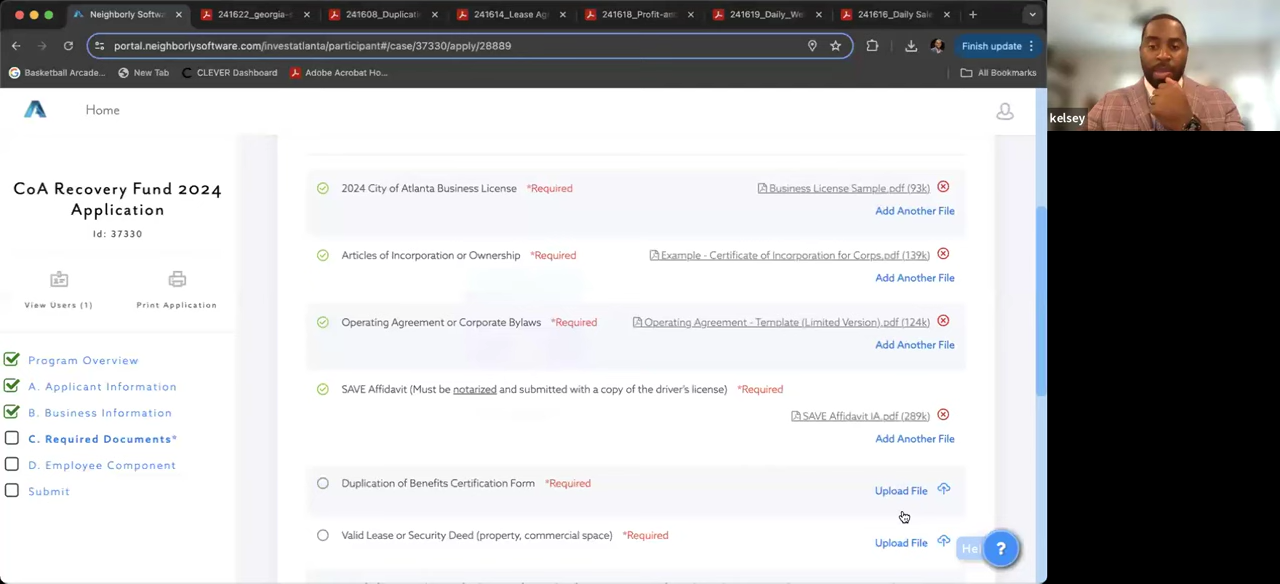 Neighborly Softwa
241622_georgia-s
241608_Duplicati
241614_Lease Ag
241618_Profit-an
241619_Daily_We
241616_Daily Sale
portal.neighborlysoftware.com/investatlanta/participant#/case/37330/apply/28889
Finish update
Basketball Arcade...
New Tab
CLEVER Dashboard
Adobe Acrobat Ho...
All Bookmarks
kelsey
Home
CoA Recovery Fund 2024
Application
Id: 37330
View Users (1)
Print Application
Program Overview
A. Applicant Information
B. Business Information
C. Required Documents*
D. Employee Component
Submit
2024 City of Atlanta Business License *Required
Business License Sample.pdf (93k)
Add Another File
Articles of Incorporation or Ownership *Required
Example - Certificate of Incorporation for Corps.pdf (139k)
Add Another File
Operating Agreement or Corporate Bylaws *Required
Operating Agreement - Template (Limited Version).pdf (124k)
Add Another File
SAVE Affidavit (Must be notarized and submitted with a copy of the driver's license) *Required
SAVE Affidavit IA.pdf (289k)
Add Another File
Duplication of Benefits Certification Form *Required
Upload File
Valid Lease or Security Deed (property, commercial space) *Required
Upload File
Hel
?